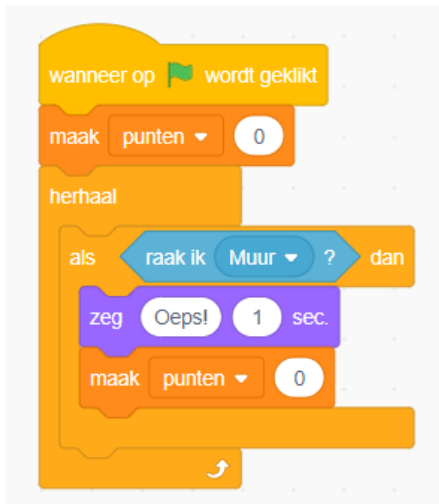 wanneer op wordt geklikt
maak punten 0
herhaal
als raak ik Muur ? dan
zeg Oeps! 1 sec.
maak punten 0